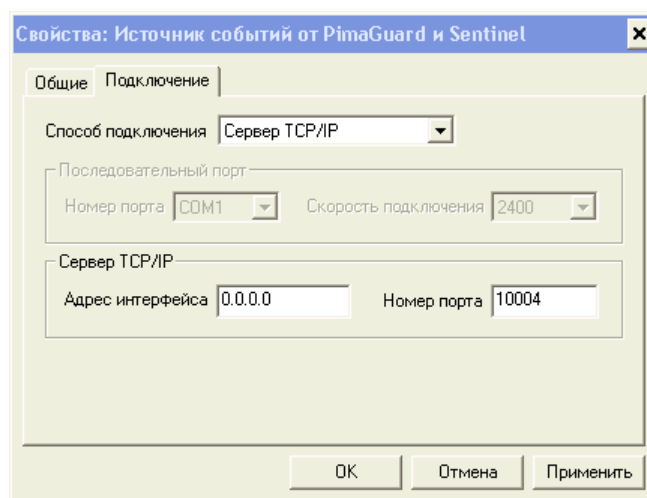 Свойства: Источник событий от PimaGuard и Sentinel
Общие Подключение
Способ подключения Сервер TCP/IP
Последовательный порт
Номер порта COM1 Скорость подключения 2400
Сервер TCP/IP
Адрес интерфейса 0.0.0.0 Номер порта 10004
OK Отмена Применить